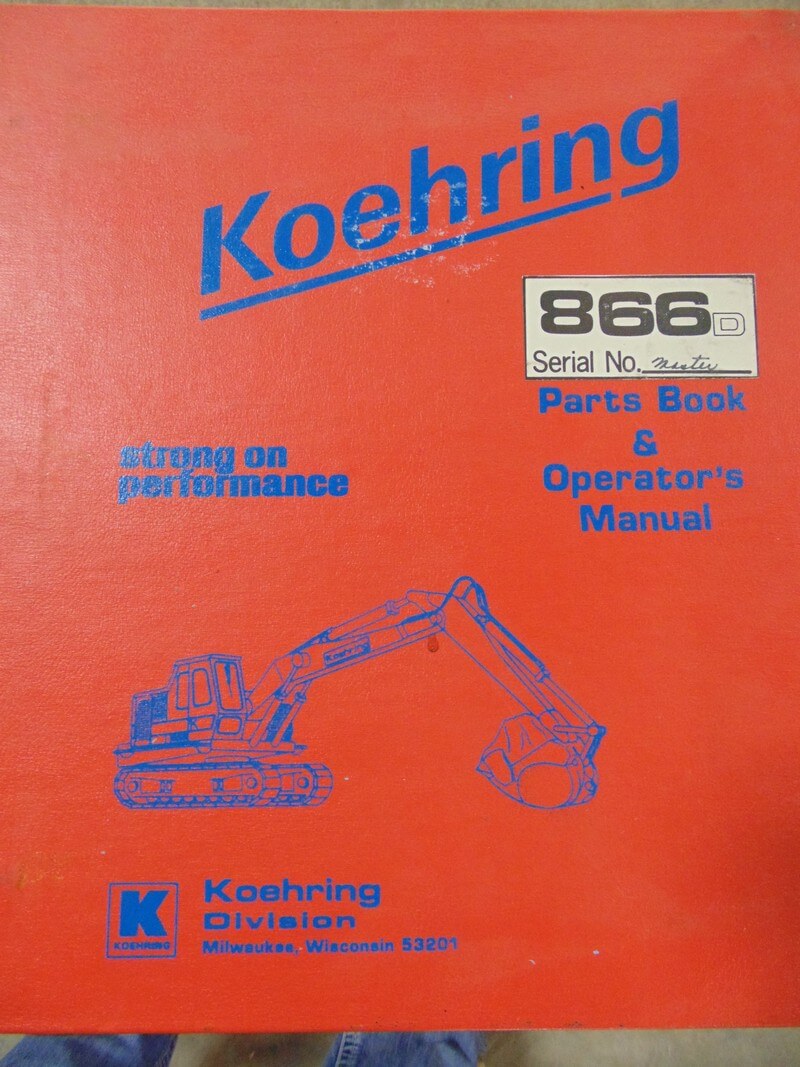 Koehring
866D
Serial No. Master
Parts Book
&
Operator's
Manual
strong on
performance
Koehring
K
KOEHRING
Koehring
Division
Milwaukee, Wisconsin 53201